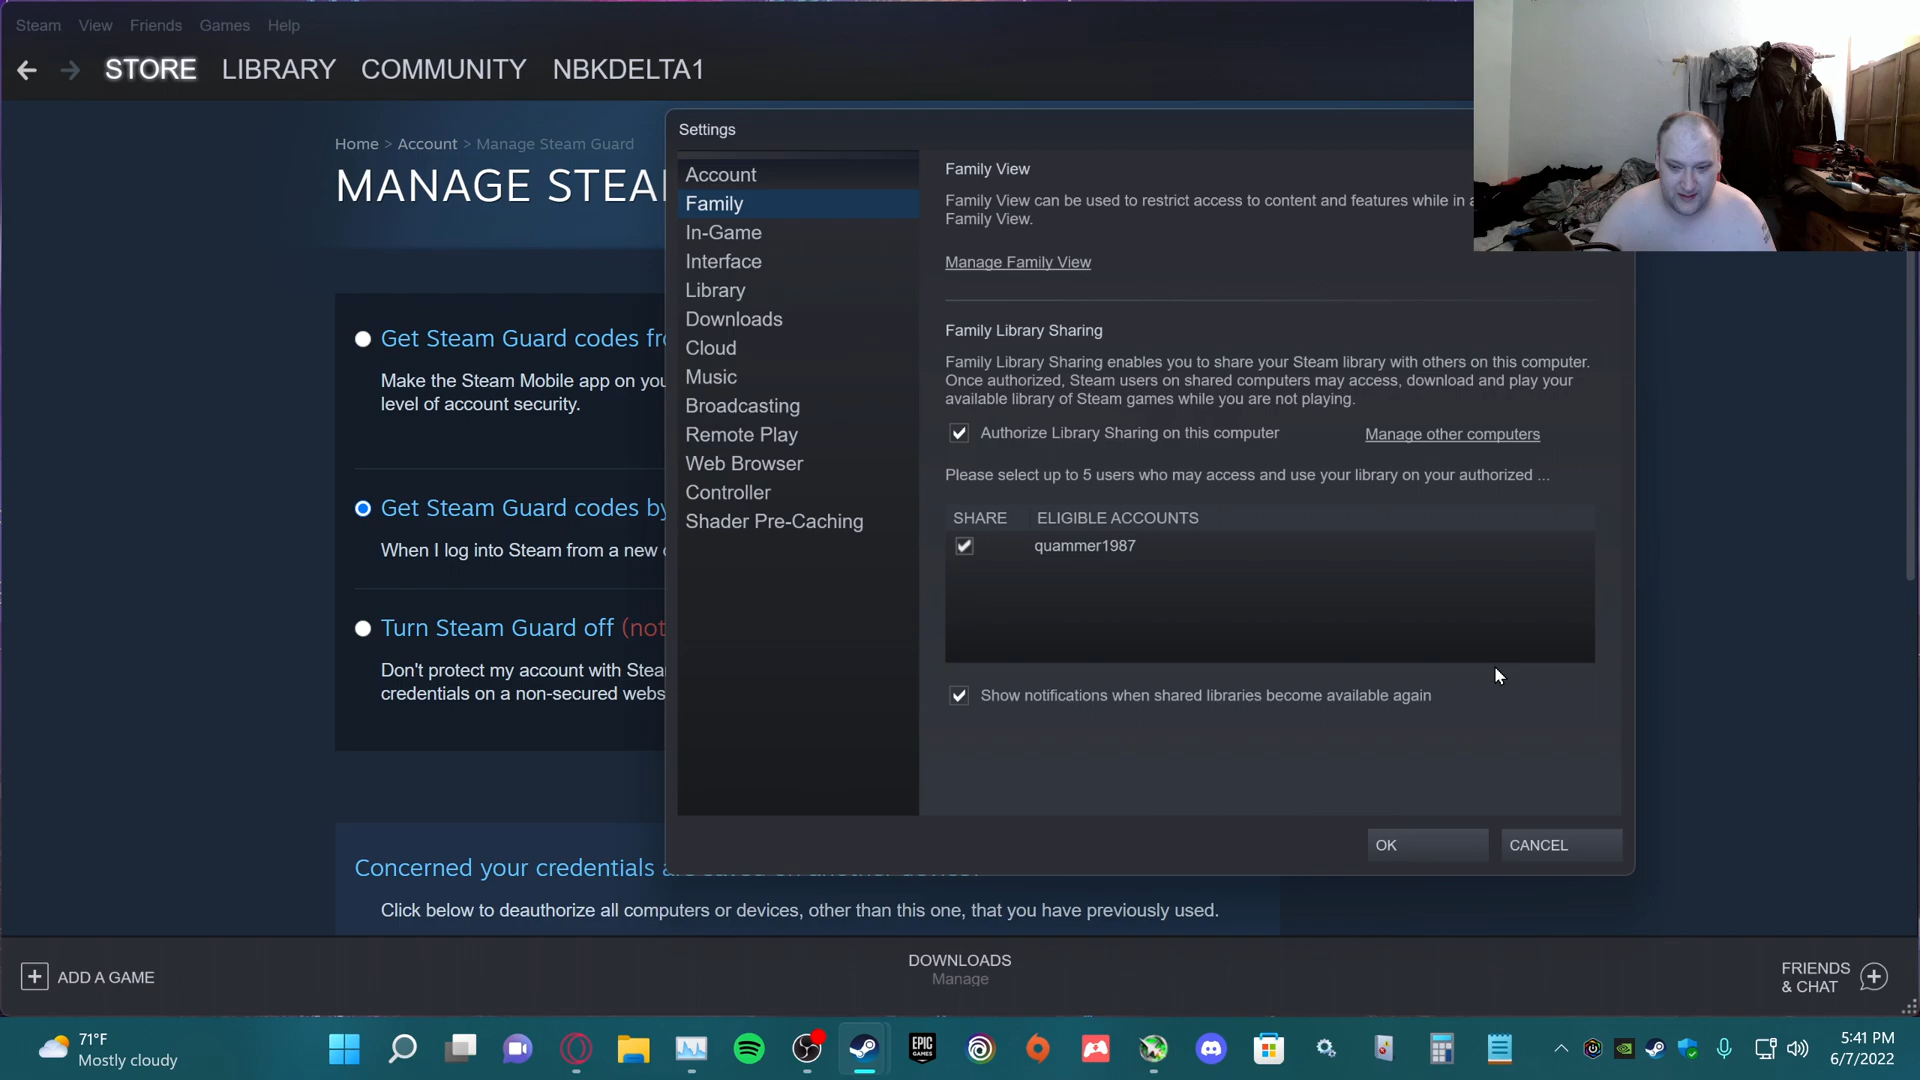 Steam View Friends Games Help
STORE LIBRARY COMMUNITY NBKDELTA1
Home > Account > Manage Steam Guard
MANAGE STEA
Get Steam Guard codes fr
Make the Steam Mobile app on you
level of account security.
Get Steam Guard codes by
When I log into Steam from a new
Turn Steam Guard off (not
Don't protect my account with Stea
credentials on a non-secured webs
Concerned your credentials
Click below to deauthorize all computers or devices, other than this one, that you have previously used.
Settings
Account
Family
In-Game
Interface
Library
Downloads
Cloud
Music
Broadcasting
Remote Play
Web Browser
Controller
Shader Pre-Caching
Family View
Family View can be used to restrict access to content and features while in a
Family View.
Manage Family View
Family Library Sharing
Family Library Sharing enables you to share your Steam library with others on this computer.
Once authorized, Steam users on shared computers may access, download and play your
available library of Steam games while you are not playing.
Authorize Library Sharing on this computer Manage other computers
Please select up to 5 users who may access and use your library on your authorized ...
SHARE ELIGIBLE ACCOUNTS
quammer1987
Show notifications when shared libraries become available again
OK CANCEL
ADD A GAME
DOWNLOADS
Manage
FRIENDS
& CHAT
71°F
Mostly cloudy
EPIC
GAMES
5:41 PM
6/7/2022